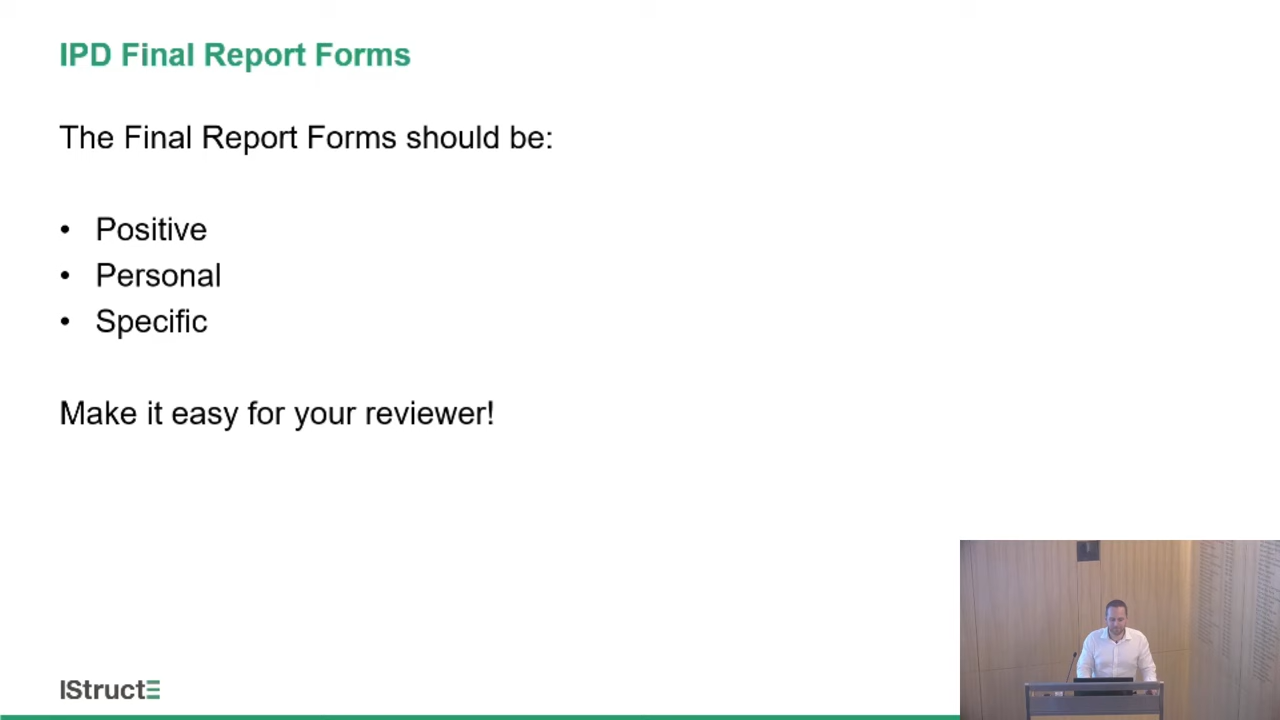 IPD Final Report Forms
The Final Report Forms should be:
• Positive
• Personal
• Specific
Make it easy for your reviewer!
IStructE